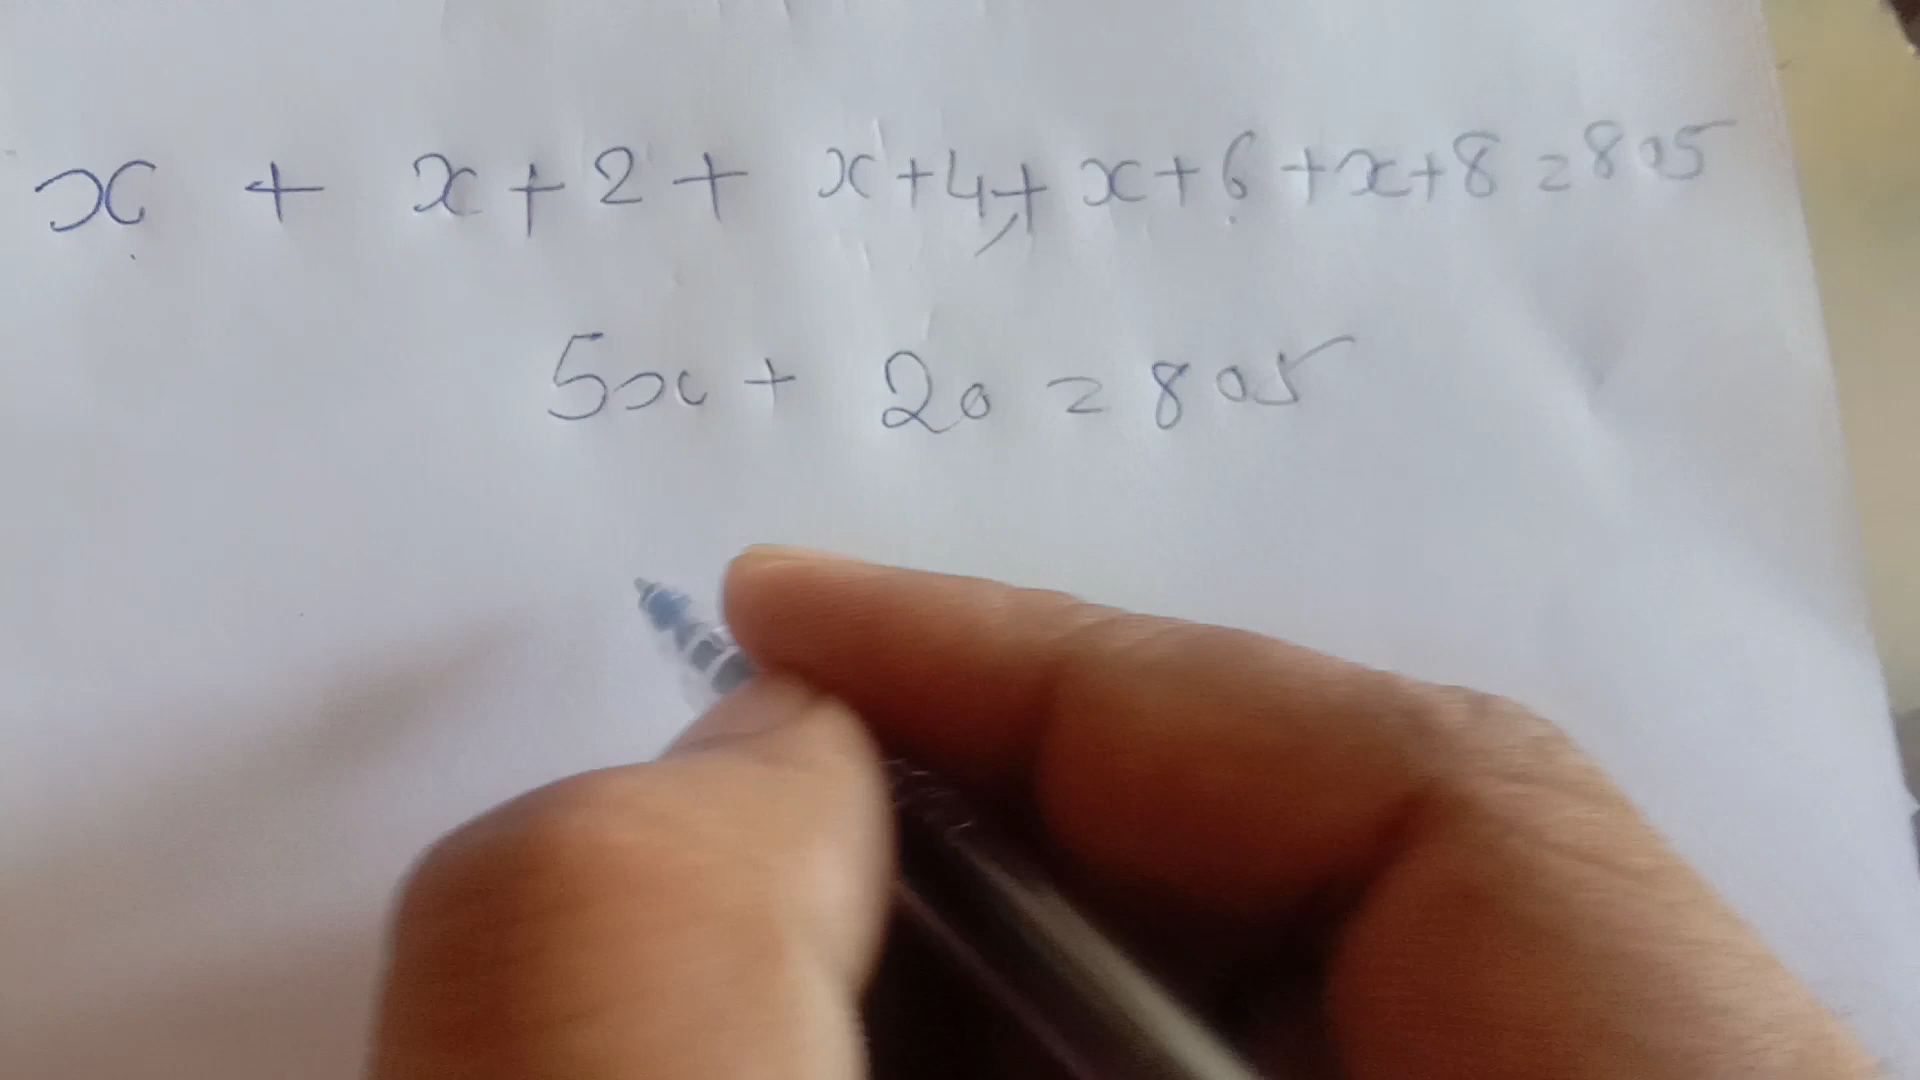 x + x+2 + x+4+ x+6 +x+8 = 805
5x + 20 = 805